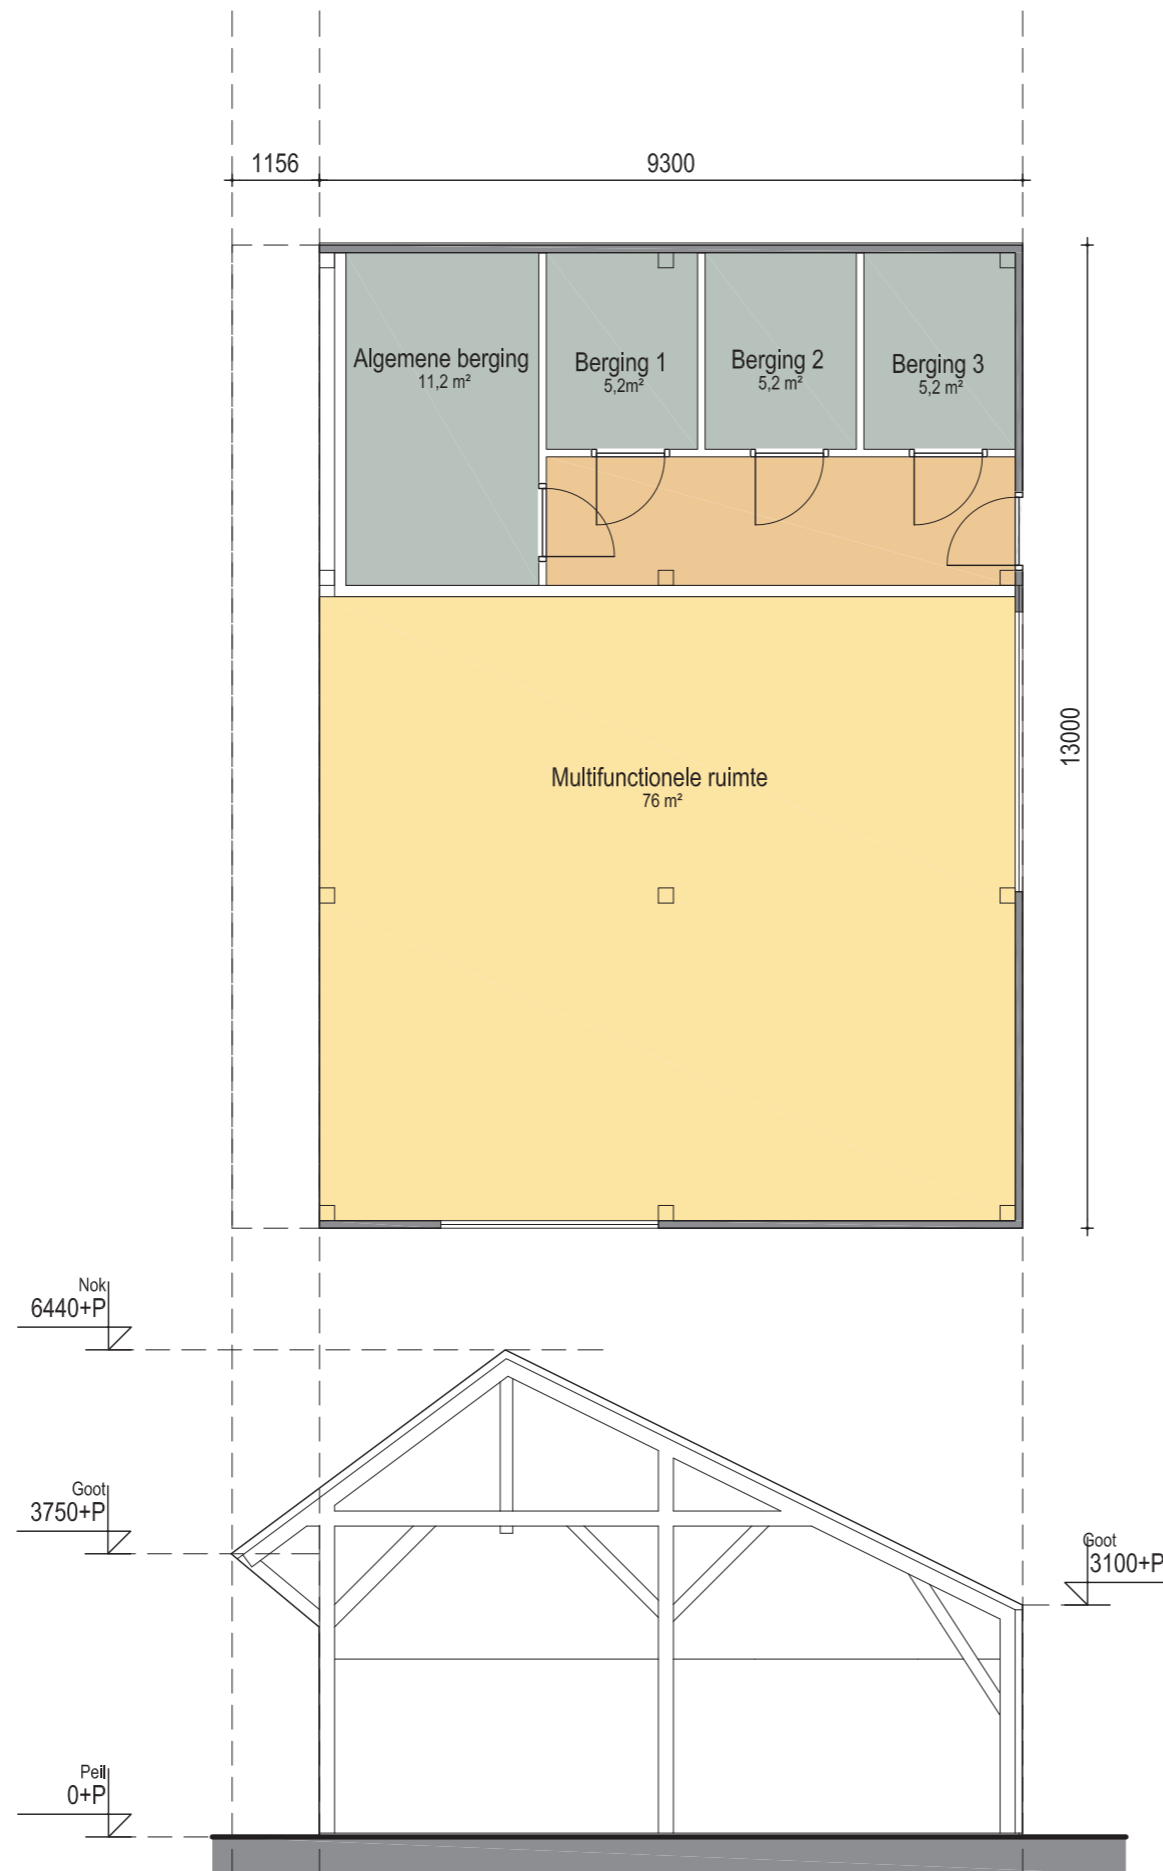 1156
9300
Algemene berging
11,2 m²
Berging 1
5,2m²
Berging 2
5,2 m²
Berging 3
5,2 m²
13000
Multifunctionele ruimte
76 m²
Nok
6440+P
Goot
3750+P
Goot
3100+P
Peil
0+P